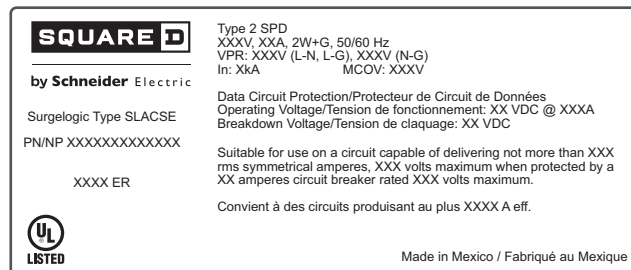 SQUARE D
by Schneider Electric
Surgelogic Type SLACSE
PN/NP XXXXXXXXXXXXX
XXXX ER
UL
LISTED
Type 2 SPD
XXXV, XXA, 2W+G, 50/60 Hz
VPR: XXXV (L-N, L-G), XXXV (N-G)
In: XkA MCOV: XXXV
Data Circuit Protection/Protecteur de Circuit de Données
Operating Voltage/Tension de fonctionnement: XX VDC @ XXXA
Breakdown Voltage/Tension de claquage: XX VDC
Suitable for use on a circuit capable of delivering not more than XXX
rms symmetrical amperes, XXX volts maximum when protected by a
XX amperes circuit breaker rated XXX volts maximum.
Convient à des circuits produisant au plus XXXX A eff.
Made in Mexico / Fabriqué au Mexique